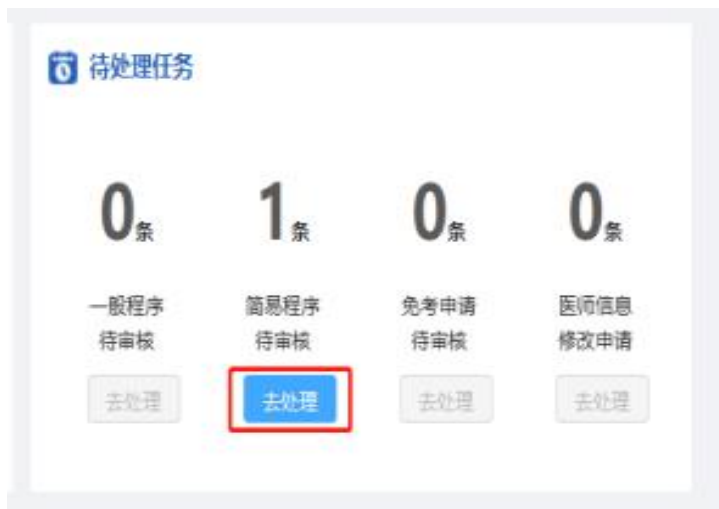 待处理任务
0条 1条 0条 0条
一般程序 简易程序 免考申请 医师信息
待审核 待审核 待审核 修改申请
去处理 去处理 去处理 去处理